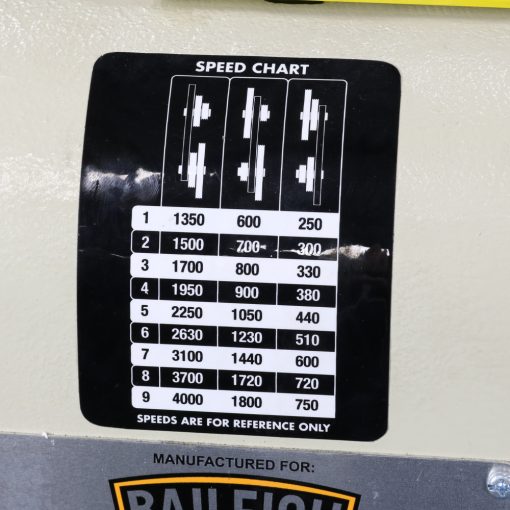 SPEED CHART
1 1350 600 250
2 1500 700 300
3 1700 800 330
4 1950 900 380
5 2250 1050 440
6 2630 1230 510
7 3100 1440 600
8 3700 1720 720
9 4000 1800 750
SPEEDS ARE FOR REFERENCE ONLY
MANUFACTURED FOR:
BAILEIGH